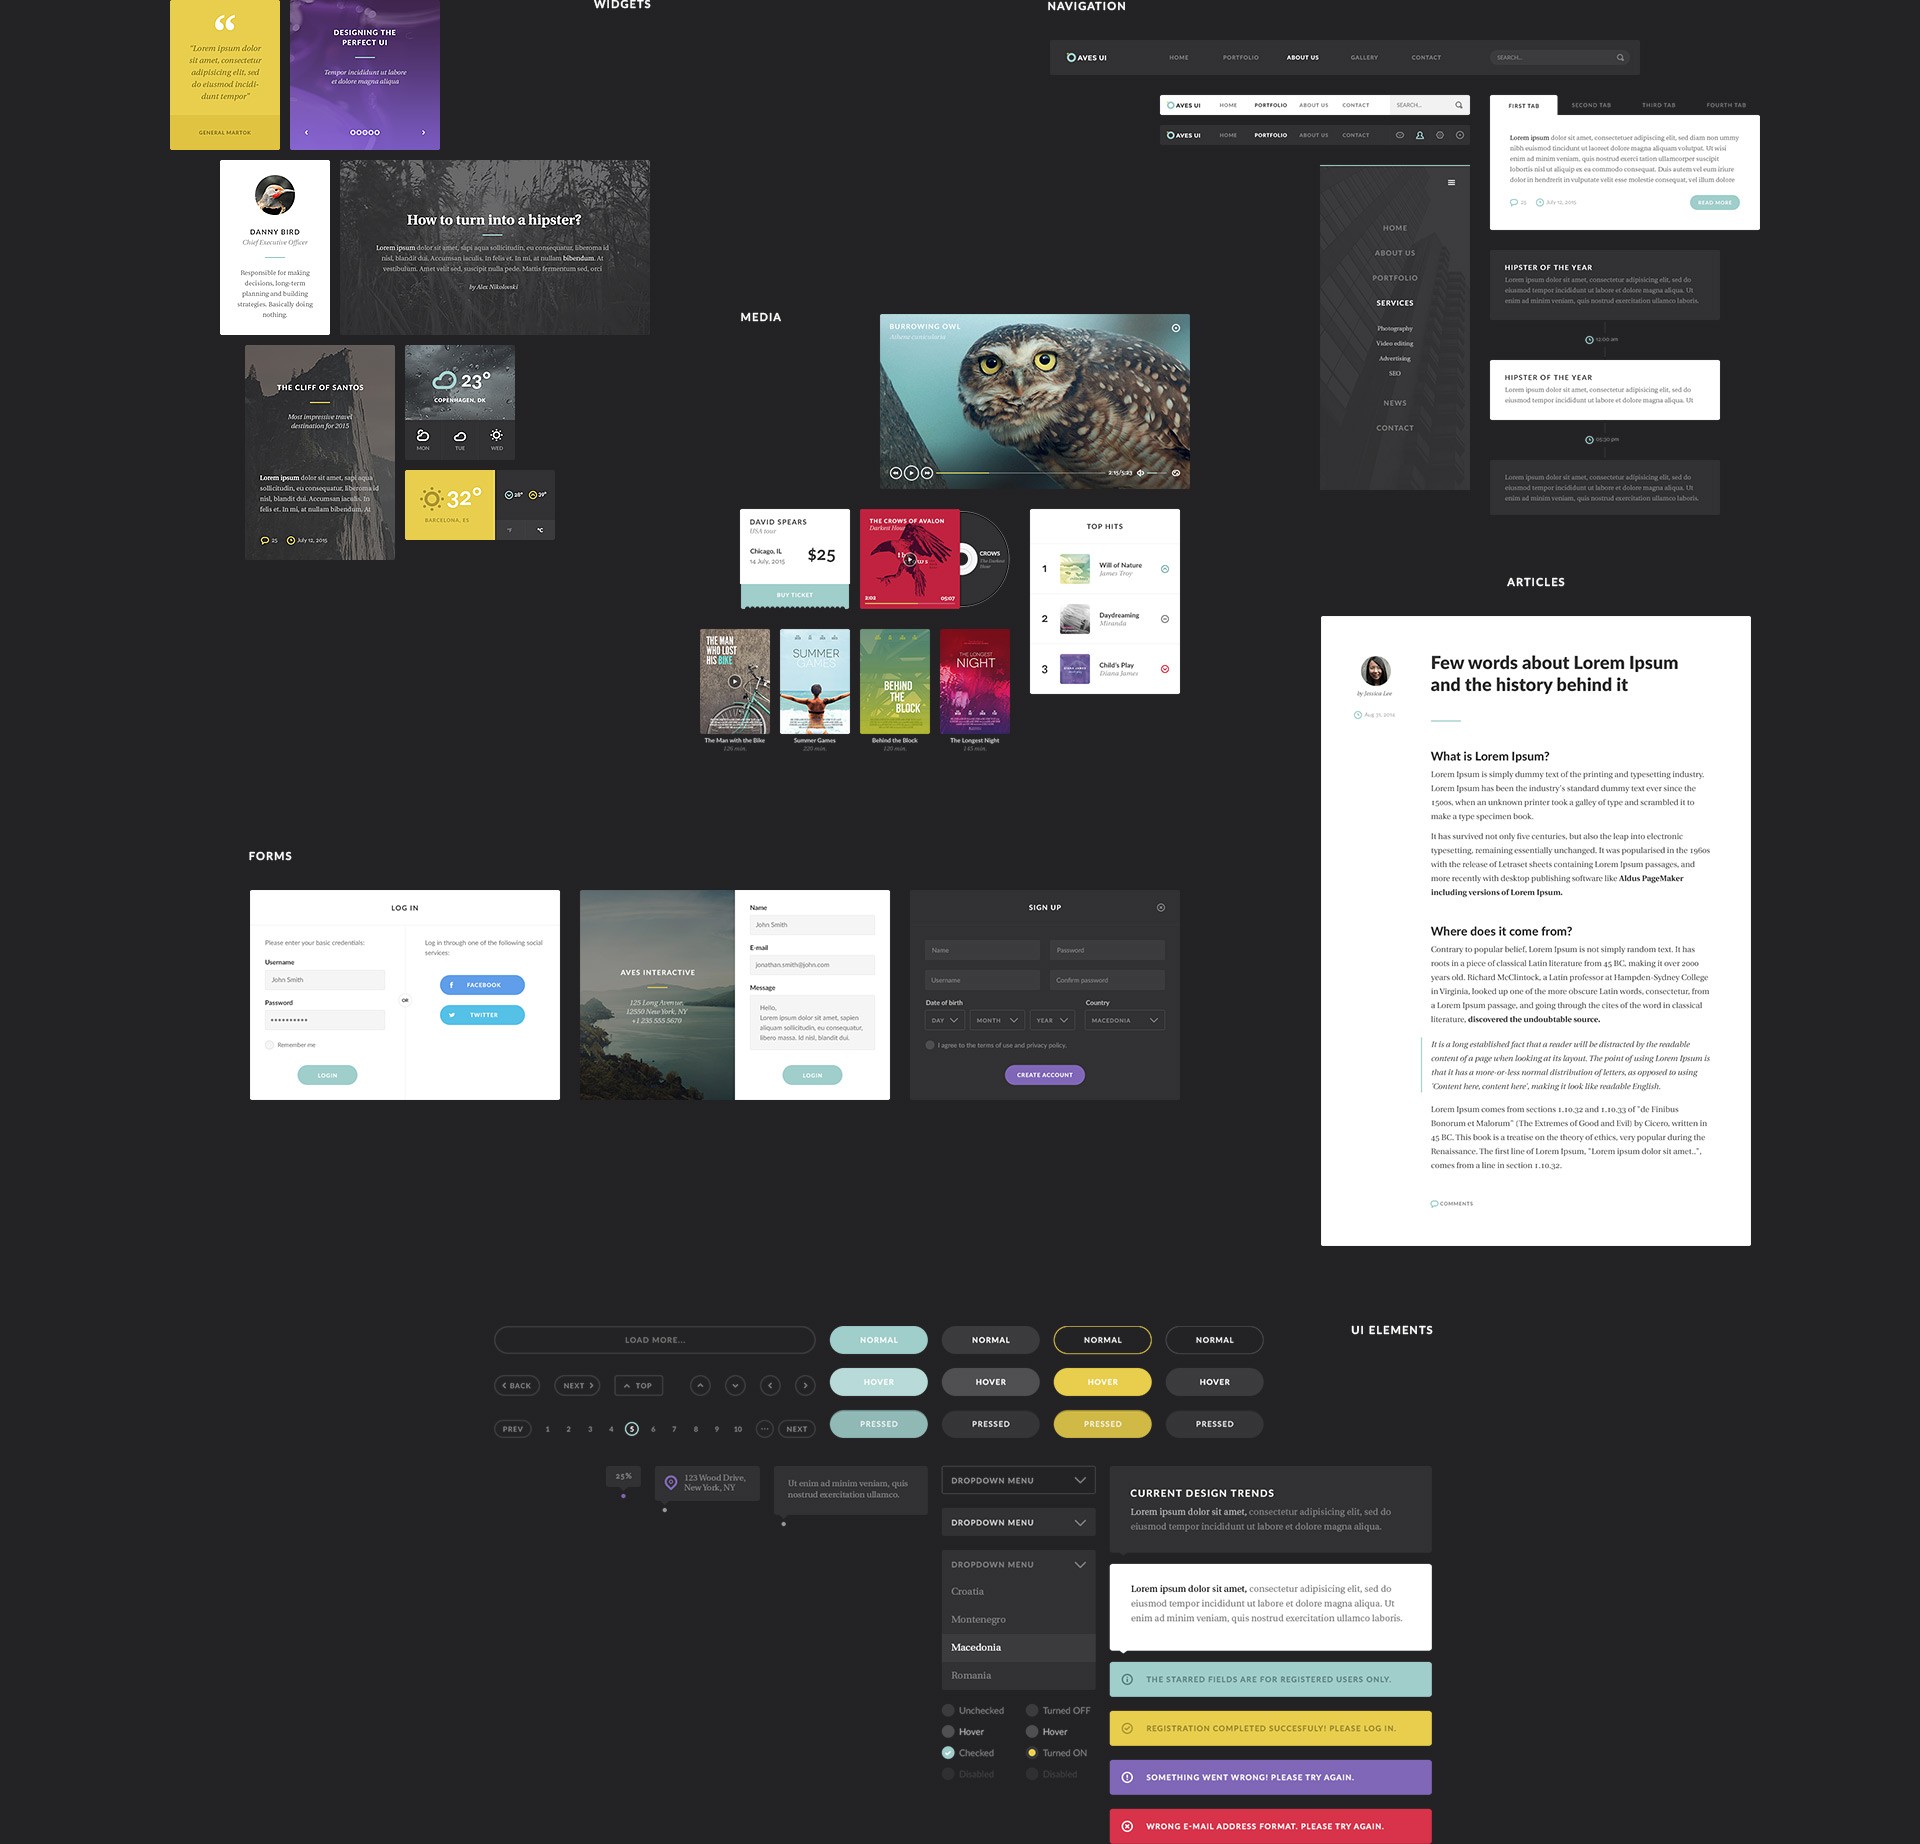 WIDGETS
“
"Lorem ipsum dolor
sit amet, consectetur
adipisicing elit, sed
do eiusmod incidi-
dunt tempor"
GENERAL MARTOK
DESIGNING THE
PERFECT UI
Tempor incididunt ut labore
et dolore magna aliqua
DANNY BIRD
Chief Executive Officer
Responsible for making
decisions, long-term
planning and building
strategies. Basically doing
nothing.
How to turn into a hipster?
Lorem ipsum dolor sit amet, sapi aqua sollicitudin, eu consequatur, liberoma id
nisl, blandit dui. Accumsan iaculis. In felis et. In mi, at nullam bibendum. At
vestibulum. Amet velit sed, suscipit nulla pede. Mattis fermentum sed, orci
by Alex Nikolovski
THE CLIFF OF SANTOS
Most impressive travel
destination for 2015
Lorem ipsum dolor sit amet, sapi aqua
sollicitudin, eu consequatur, liberoma id
nisl, blandit dui. Accumsan iaculis. In
felis et. In mi, at nullam bibendum. At
25 July 12, 2015
23°
COPENHAGEN, DK
MON TUE WED
32°
BARCELONA, ES
28° 39°
°F °C
NAVIGATION
AVES UI HOME PORTFOLIO ABOUT US GALLERY CONTACT SEARCH...
AVES UI HOME PORTFOLIO ABOUT US CONTACT SEARCH...
AVES UI HOME PORTFOLIO ABOUT US CONTACT
HOME
ABOUT US
PORTFOLIO
SERVICES
Photography
Video editing
Advertising
SEO
NEWS
CONTACT
FIRST TAB SECOND TAB THIRD TAB FOURTH TAB
Lorem ipsum dolor sit amet, consectetuer adipiscing elit, sed diam non ummy
nibh euismod tincidunt ut laoreet dolore magna aliquam volutpat. Ut wisi
enim ad minim veniam, quis nostrud exerci tation ullamcorper suscipit
lobortis nisl ut aliquip ex ea commodo consequat. Duis autem vel eum iriure
dolor in hendrerit in vulputate velit esse molestie consequat, vel illum dolore
25 July 12, 2015 READ MORE
HIPSTER OF THE YEAR
Lorem ipsum dolor sit amet, consectetur adipisicing elit, sed do
eiusmod tempor incididunt ut labore et dolore magna aliqua. Ut
enim ad minim veniam, quis nostrud exercitation ullamco laboris.
12:00 am
HIPSTER OF THE YEAR
Lorem ipsum dolor sit amet, consectetur adipisicing elit, sed do
eiusmod tempor incididunt ut labore et dolore magna aliqua. Ut
05:30 pm
Lorem ipsum dolor sit amet, consectetur adipisicing elit, sed do
eiusmod tempor incididunt ut labore et dolore magna aliqua. Ut
enim ad minim veniam, quis nostrud exercitation ullamco laboris.
MEDIA
BURROWING OWL
Athene cunicularia
2:15/5:23
DAVID SPEARS
USA tour
Chicago, IL
14 July, 2015
$25
BUY TICKET
THE CROWS OF AVALON
Darkest Hour
2:02 05:07
CROWS
The Darkest
Hour
TOP HITS
1 Will of Nature
James Troy
2 Daydreaming
Miranda
3 Child's Play
Diana James
THE MAN
WHO LOST
HIS BIKE
The Man with the Bike
126 min.
SUMMER
GAMES
Summer Games
220 min.
BEHIND
THE
BLOCK
Behind the Block
120 min.
THE LONGEST
NIGHT
The Longest Night
145 min.
ARTICLES
by Jessica Lee
Aug 31, 2014
Few words about Lorem Ipsum
and the history behind it
What is Lorem Ipsum?
Lorem Ipsum is simply dummy text of the printing and typesetting industry.
Lorem Ipsum has been the industry's standard dummy text ever since the
1500s, when an unknown printer took a galley of type and scrambled it to
make a type specimen book.
It has survived not only five centuries, but also the leap into electronic
typesetting, remaining essentially unchanged. It was popularised in the 1960s
with the release of Letraset sheets containing Lorem Ipsum passages, and
more recently with desktop publishing software like Aldus PageMaker
including versions of Lorem Ipsum.
Where does it come from?
Contrary to popular belief, Lorem Ipsum is not simply random text. It has
roots in a piece of classical Latin literature from 45 BC, making it over 2000
years old. Richard McClintock, a Latin professor at Hampden-Sydney College
in Virginia, looked up one of the more obscure Latin words, consectetur, from
a Lorem Ipsum passage, and going through the cites of the word in classical
literature, discovered the undoubtable source.
It is a long established fact that a reader will be distracted by the readable
content of a page when looking at its layout. The point of using Lorem Ipsum is
that it has a more-or-less normal distribution of letters, as opposed to using
'Content here, content here', making it look like readable English.
Lorem Ipsum comes from sections 1.10.32 and 1.10.33 of "de Finibus
Bonorum et Malorum" (The Extremes of Good and Evil) by Cicero, written in
45 BC. This book is a treatise on the theory of ethics, very popular during the
Renaissance. The first line of Lorem Ipsum, "Lorem ipsum dolor sit amet..",
comes from a line in section 1.10.32.
COMMENTS
FORMS
LOG IN
Please enter your basic credentials:
Username
John Smith
Password
Remember me
LOGIN
OR
Log in through one of the following social
services:
FACEBOOK
TWITTER
AVES INTERACTIVE
125 Long Avenue,
12550 New York, NY
+1 235 555 5670
Name
John Smith
E-mail
jonathan.smith@john.com
Message
Hello,
Lorem ipsum dolor sit amet, sapien
aliquam sollicitudin, eu consequatur,
libero massa. Id nisl, blandit dui.
LOGIN
SIGN UP
Name Password
Username Confirm password
Date of birth Country
DAY MONTH YEAR MACEDONIA
I agree to the terms of use and privacy policy.
CREATE ACCOUNT
UI ELEMENTS
LOAD MORE...
BACK NEXT TOP
PREV 1 2 3 4 5 6 7 8 9 10 ... NEXT
NORMAL NORMAL NORMAL NORMAL
HOVER HOVER HOVER HOVER
PRESSED PRESSED PRESSED PRESSED
25%
123 Wood Drive,
New York, NY
Ut enim ad minim veniam, quis
nostrud exercitation ullamco.
DROPDOWN MENU
DROPDOWN MENU
DROPDOWN MENU
Croatia
Montenegro
Macedonia
Romania
Unchecked Turned OFF
Hover Hover
Checked Turned ON
Disabled Disabled
CURRENT DESIGN TRENDS
Lorem ipsum dolor sit amet, consectetur adipisicing elit, sed do
eiusmod tempor incididunt ut labore et dolore magna aliqua.
Lorem ipsum dolor sit amet, consectetur adipisicing elit, sed do
eiusmod tempor incididunt ut labore et dolore magna aliqua. Ut
enim ad minim veniam, quis nostrud exercitation ullamco laboris.
THE STARRED FIELDS ARE FOR REGISTERED USERS ONLY.
REGISTRATION COMPLETED SUCCESFULY! PLEASE LOG IN.
SOMETHING WENT WRONG! PLEASE TRY AGAIN.
WRONG E-MAIL ADDRESS FORMAT. PLEASE TRY AGAIN.